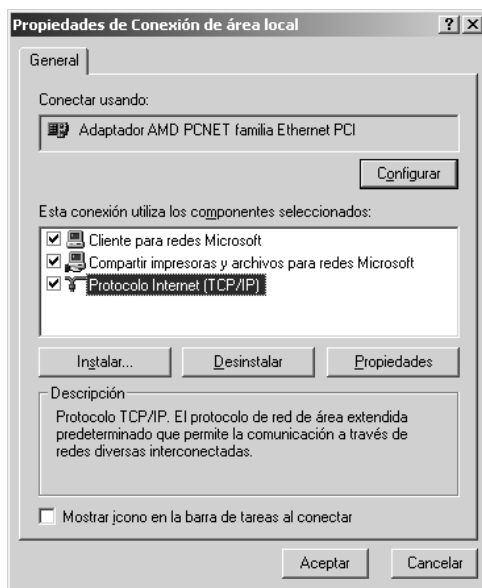 Propiedades de Conexión de área local
General
Conectar usando:
Adaptador AMD PCNET familia Ethernet PCI
Configurar
Esta conexión utiliza los componentes seleccionados:
Cliente para redes Microsoft
Compartir impresoras y archivos para redes Microsoft
Protocolo Internet (TCP/IP)
Instalar... Desinstalar Propiedades
Descripción
Protocolo TCP/IP. El protocolo de red de área extendida
predeterminado que permite la comunicación a través de
redes diversas interconectadas.
Mostrar icono en la barra de tareas al conectar
Aceptar Cancelar